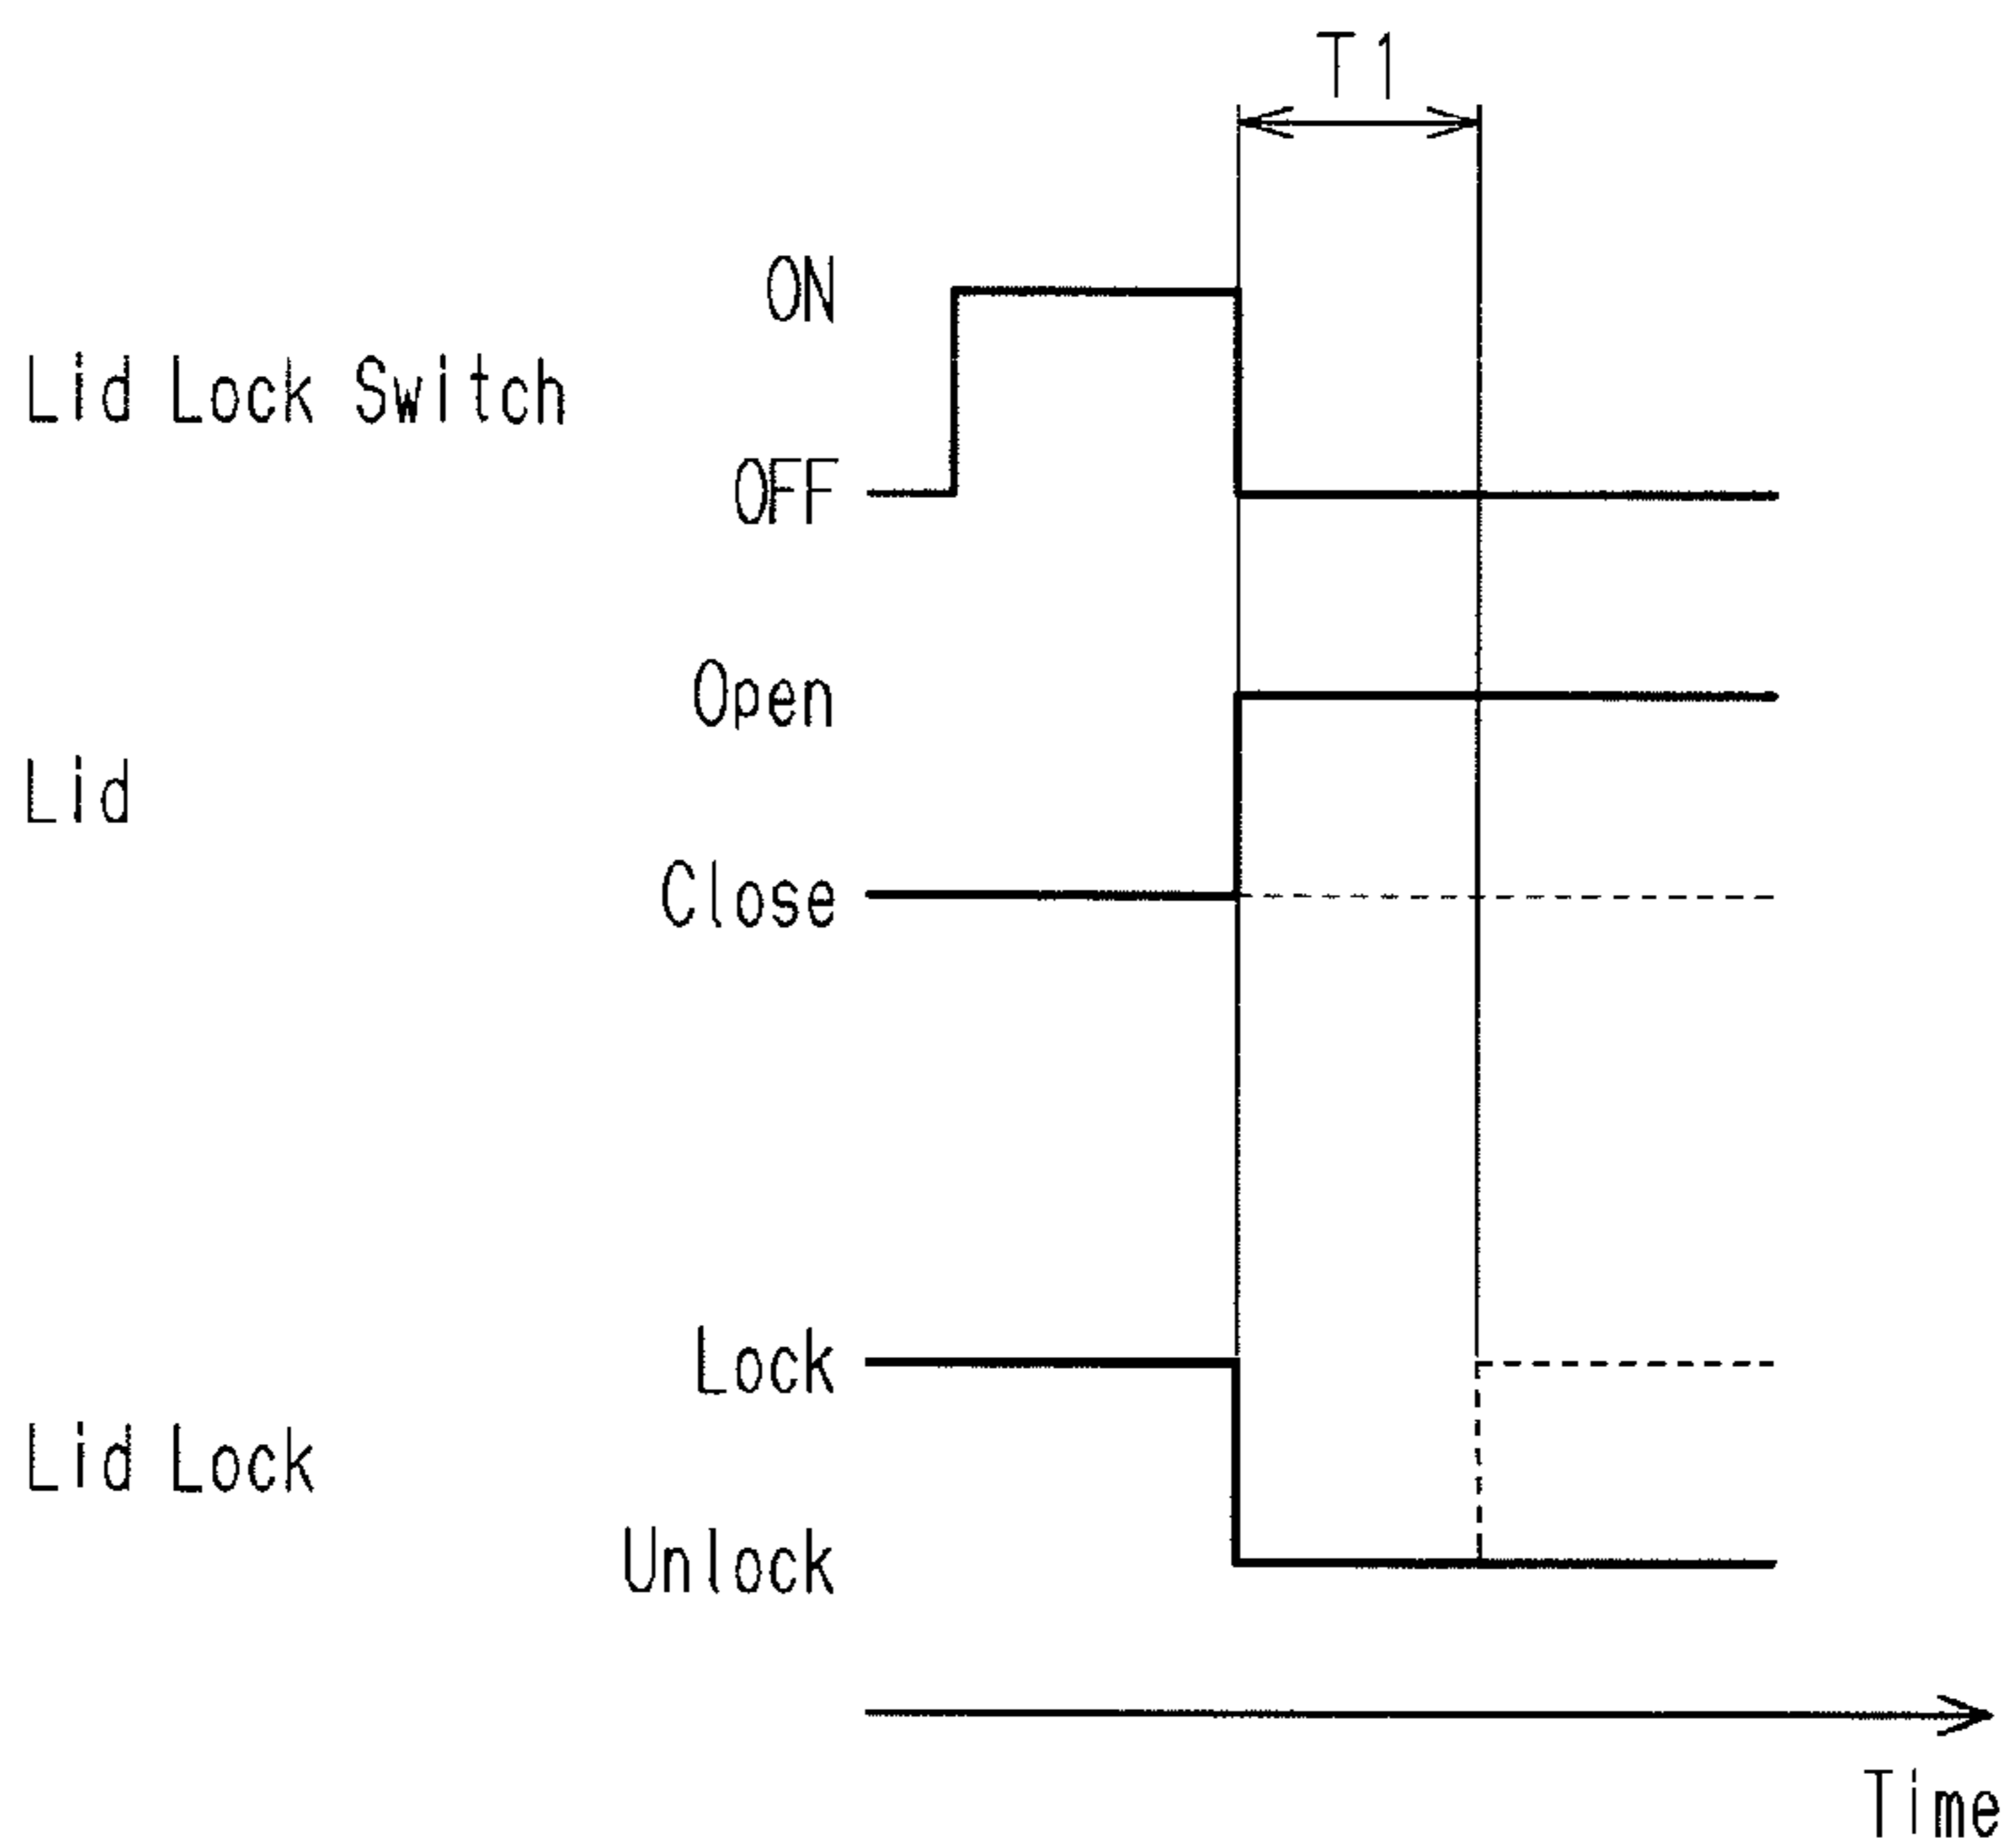 T1
ON
Lid Lock Switch
OFF
Open
Lid
Close
Lock
Lid Lock
Unlock
Time